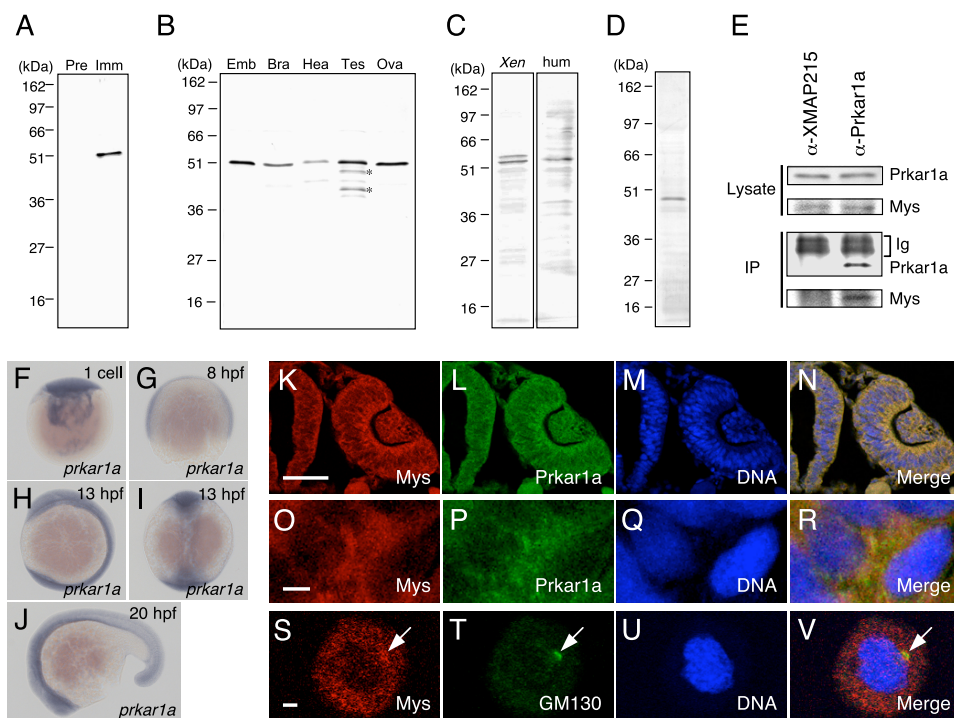 A
(kDa)
Pre Imm
162
97
66
51
36
27
16
B
(kDa)
Emb Bra Hea Tes Ova
162
97
66
51
*
*
36
27
16
C
(kDa)
Xen hum
162
97
66
51
36
27
16
D
(kDa)
162
97
66
51
36
27
16
E
α-XMAP215
α-Prkar1a
Lysate
Prkar1a
Mys
IP
Ig
Prkar1a
Mys
F
1 cell
prkar1a
G
8 hpf
prkar1a
H
13 hpf
prkar1a
I
13 hpf
prkar1a
J
20 hpf
prkar1a
K
Mys
L
Prkar1a
M
DNA
N
Merge
O
Mys
P
Prkar1a
Q
DNA
R
Merge
S
Mys
T
GM130
U
DNA
V
Merge